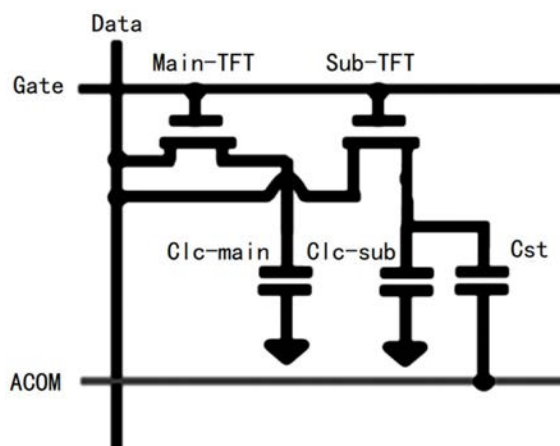 Data
Main-TFT
Sub-TFT
Gate
Clc-main
Clc-sub
Cst
ACOM